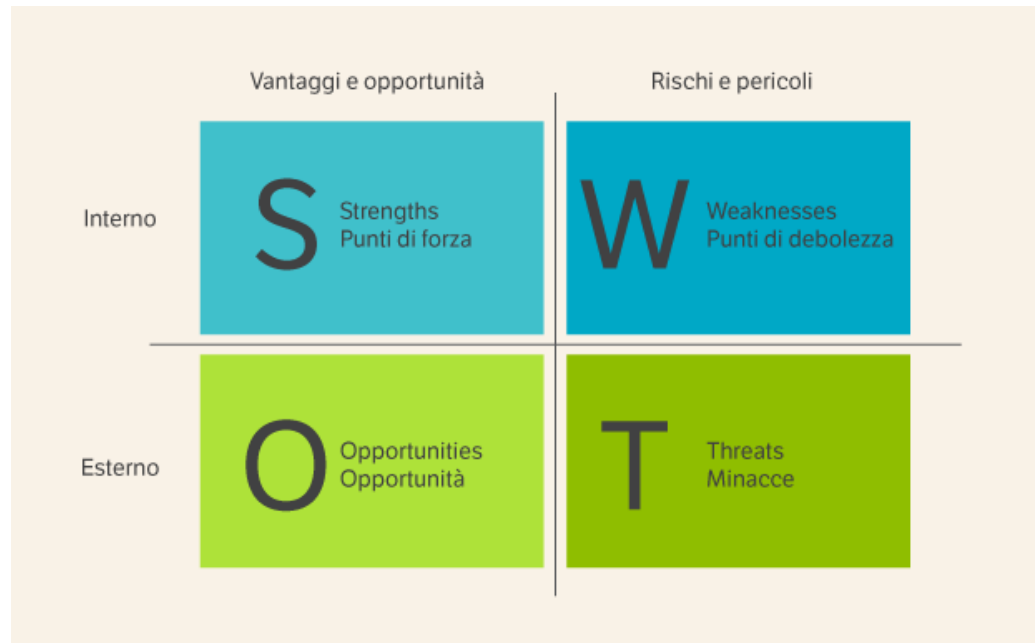 Vantaggi e opportunità
Rischi e pericoli
Interno
S
Strengths
Punti di forza
W
Weaknesses
Punti di debolezza
Esterno
O
Opportunities
Opportunità
T
Threats
Minacce